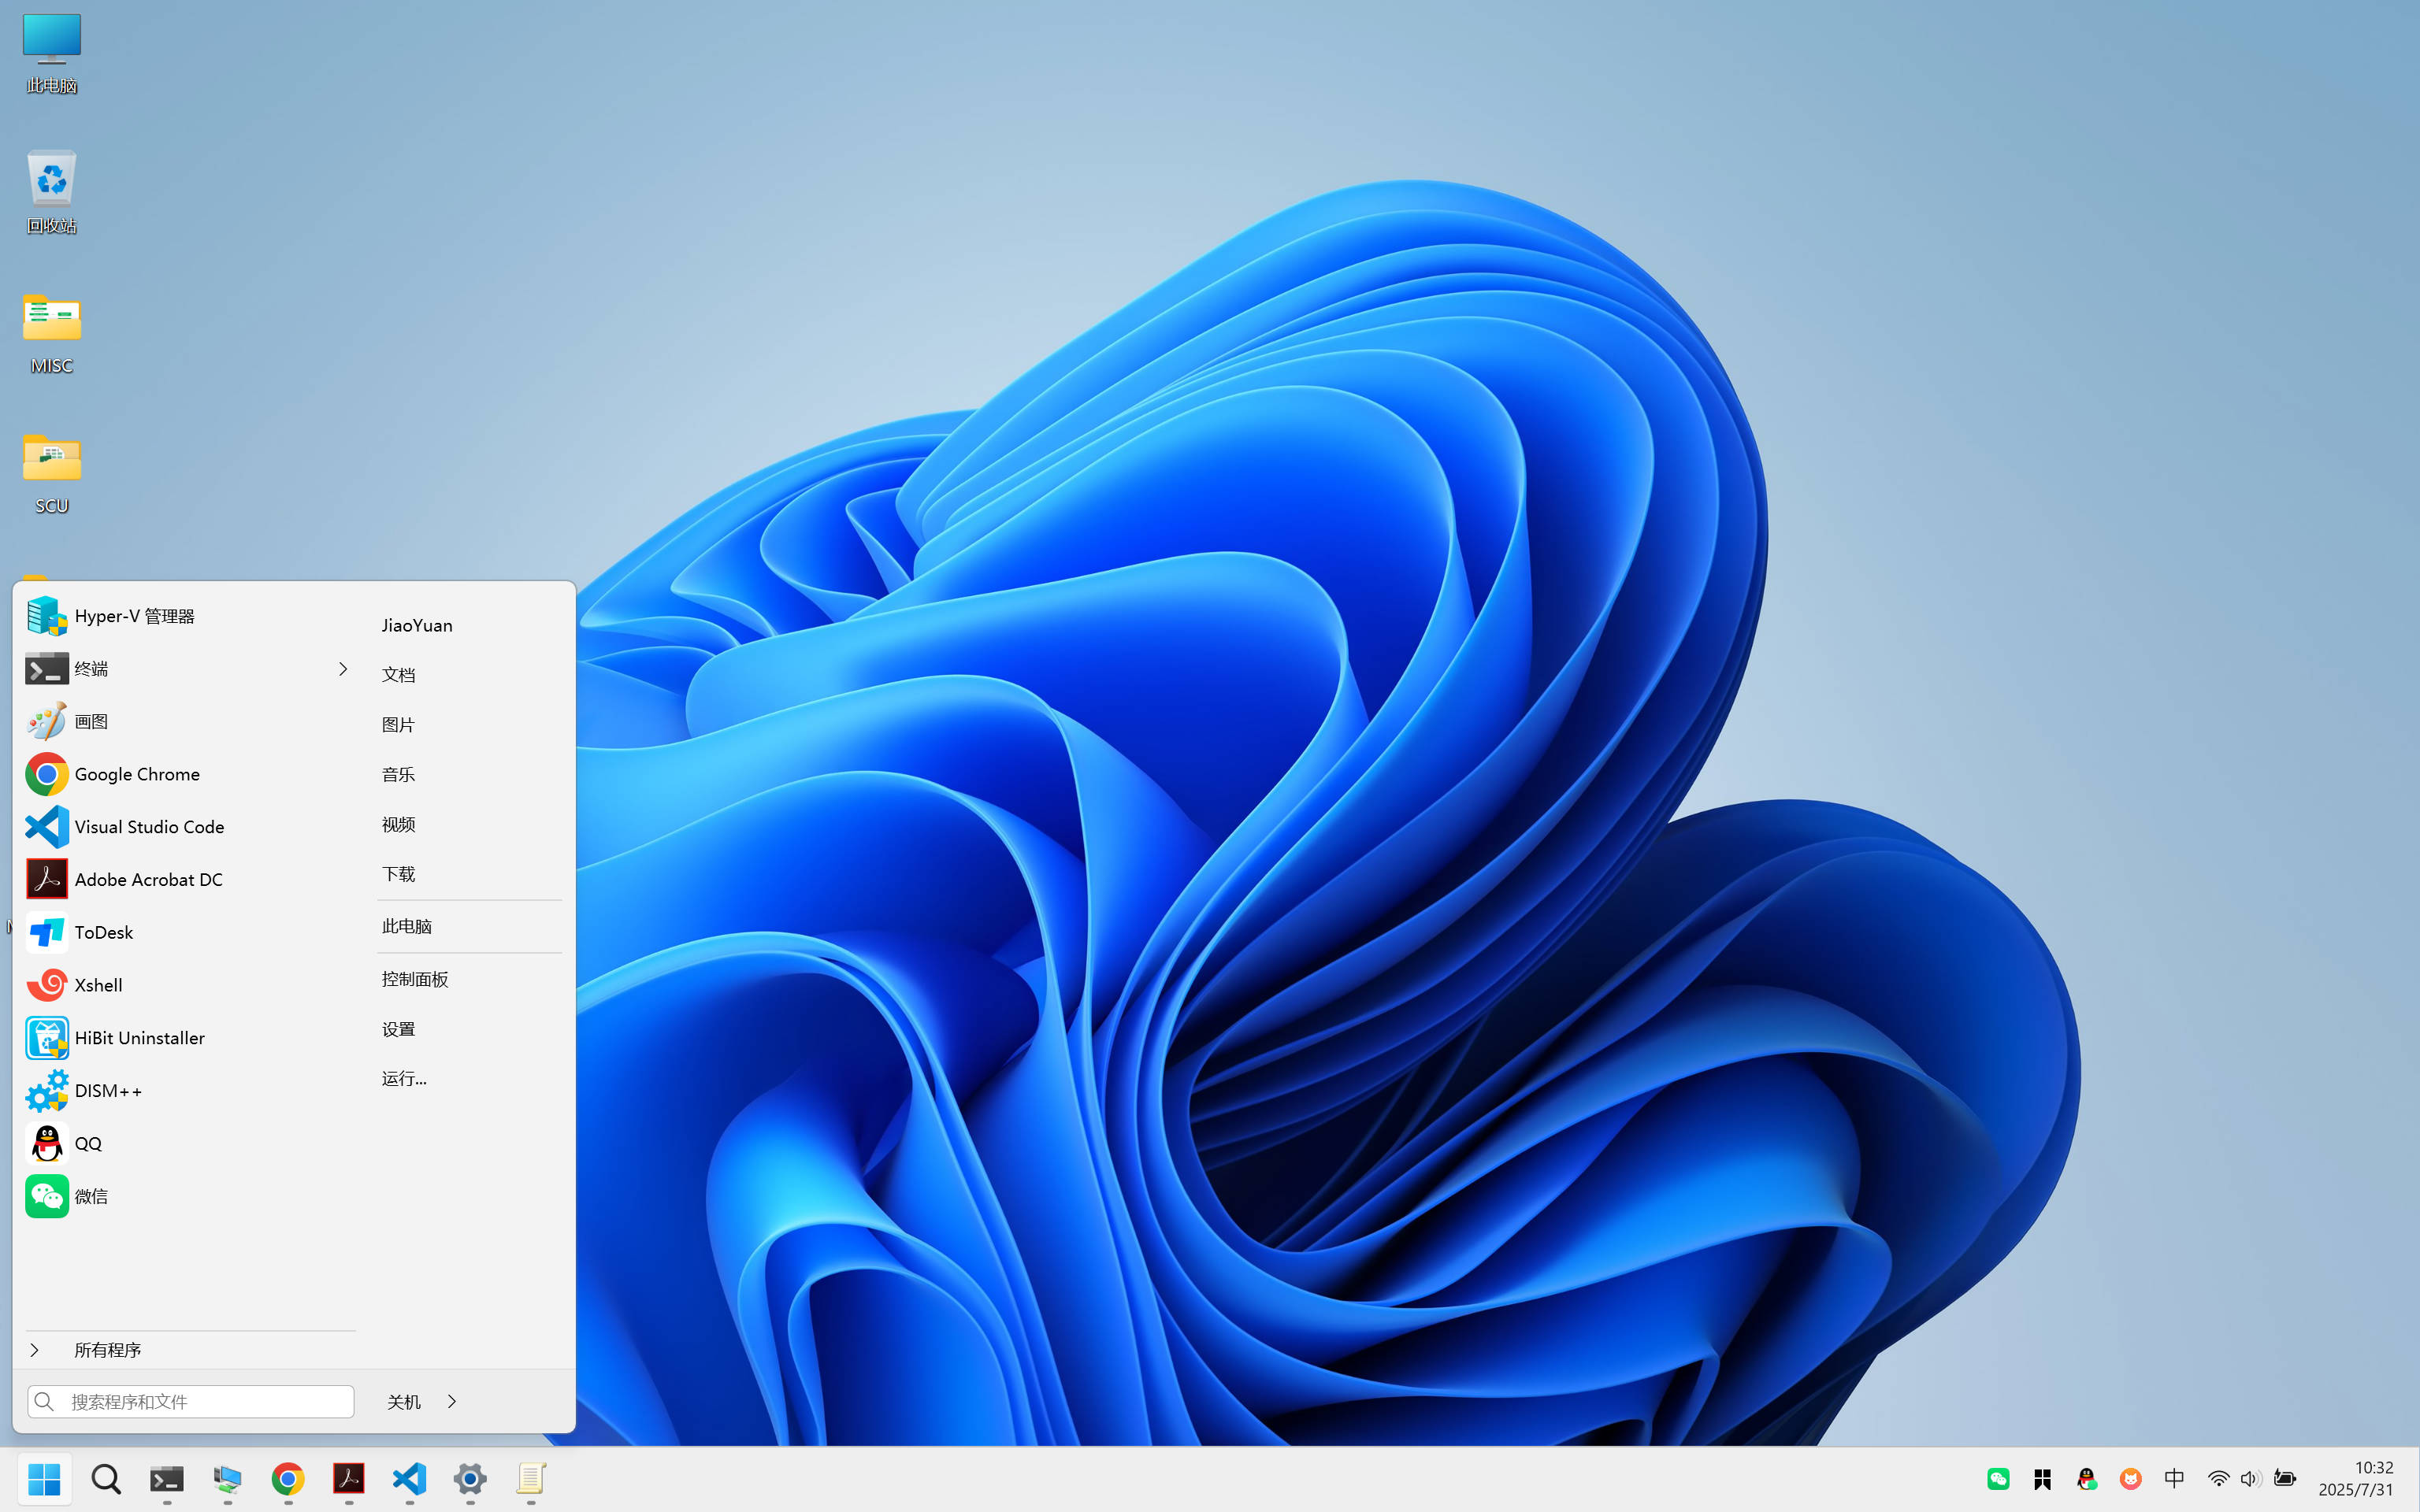 此电脑
回收站
MISC
SCU
Hyper-V 管理器
终端
画图
Google Chrome
Visual Studio Code
Adobe Acrobat DC
ToDesk
Xshell
HiBit Uninstaller
DISM++
QQ
微信
所有程序
搜索程序和文件
JiaoYuan
文档
图片
音乐
视频
下载
此电脑
控制面板
设置
运行...
关机
中
10:32
2025/7/31